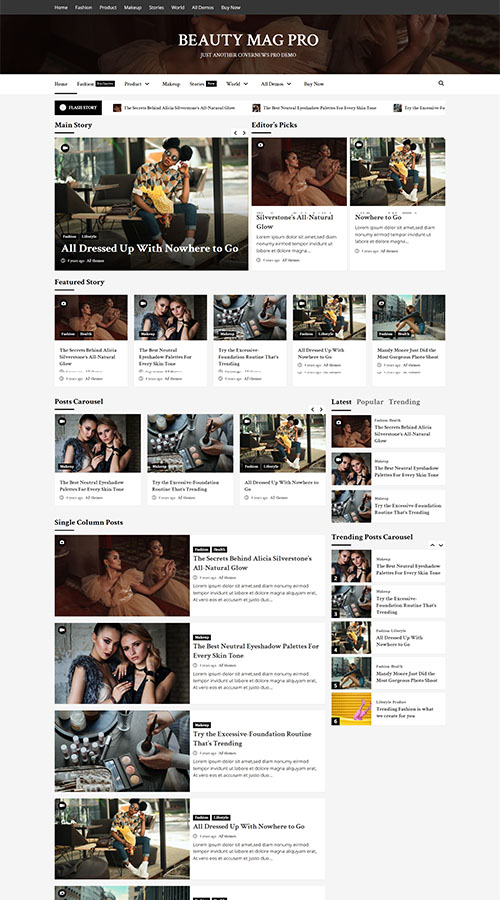 Home Fashion Product Makeup Stories World All Demos Buy Now
BEAUTY MAG PRO
JUST ANOTHER COVERNEWS PRO DEMO
Home Fashion Product Makeup Stories New World All Demos Buy Now
FLASH STORY The Secrets Behind Alicia Silverstone's All-Natural Glow The Best Neutral Eyeshadow Palettes For Every Skin Tone Try the Excessive-Fo
Main Story
All Dressed Up With Nowhere to Go
Fashion Lifestyle
4 years ago AF themes
Editor's Picks
Silverstone's All-Natural
Glow
Lorem ipsum dolor sit amet,sed diam
nonumy eirmod tempor invidunt ut
labore et dolore magna...
4 years ago AF themes
Nowhere to Go
Lorem ipsum dolor sit amet,sed diam
nonumy eirmod tempor invidunt ut
labore et dolore magna...
4 years ago AF themes
Featured Story
Fashion Health
The Secrets Behind Alicia
Silverstone's All-Natural
Glow
4 years ago AF themes
Makeup
The Best Neutral
Eyeshadow Palettes For
Every Skin Tone
4 years ago AF themes
Makeup
Try the Excessive-
Foundation Routine That's
Trending
4 years ago AF themes
Fashion Lifestyle
All Dressed Up With
Nowhere to Go
4 years ago AF themes
Fashion Health
Mandy Moore Just Did the
Most Gorgeous Photo Shoot
4 years ago AF themes
Posts Carousel
Makeup
The Best Neutral Eyeshadow
Palettes For Every Skin Tone
4 years ago AF themes
Makeup
Try the Excessive-Foundation
Routine That's Trending
4 years ago AF themes
Fashion Lifestyle
All Dressed Up With Nowhere to
Go
4 years ago AF themes
Latest Popular Trending
Fashion Health
The Secrets Behind Alicia
Silverstone's All-Natural
Glow
Makeup
The Best Neutral Eyeshadow
Palettes For Every Skin Tone
Makeup
Try the Excessive-
Foundation Routine That's
Trending
Single Column Posts
Fashion Health
The Secrets Behind Alicia Silverstone's
All-Natural Glow
4 years ago AF themes
Lorem ipsum dolor sit amet,sed diam nonumy eirmod
tempor invidunt ut labore et dolore magna aliquyam erat,
At vero eos et accusam et justo duo...
Makeup
The Best Neutral Eyeshadow Palettes For
Every Skin Tone
4 years ago AF themes
Lorem ipsum dolor sit amet,sed diam nonumy eirmod
tempor invidunt ut labore et dolore magna aliquyam erat,
At vero eos et accusam et justo duo...
Makeup
Try the Excessive-Foundation Routine
That's Trending
4 years ago AF themes
Lorem ipsum dolor sit amet,sed diam nonumy eirmod
tempor invidunt ut labore et dolore magna aliquyam erat,
At vero eos et accusam et justo duo...
Fashion Lifestyle
All Dressed Up With Nowhere to Go
4 years ago AF themes
Lorem ipsum dolor sit amet,sed diam nonumy eirmod
tempor invidunt ut labore et dolore magna aliquyam erat,
At vero eos et accusam et justo duo...
Fashion Health
Trending Posts Carousel
Makeup
The Best Neutral Eyeshadow
Palettes For Every Skin Tone
2
Makeup
Try the Excessive-
Foundation Routine That's
Trending
3
Fashion Lifestyle
All Dressed Up With
Nowhere to Go
4
Fashion Health
Mandy Moore Just Did the
Most Gorgeous Photo Shoot
5
Lifestyle Product
Trending Fashion is what
we create for you
6